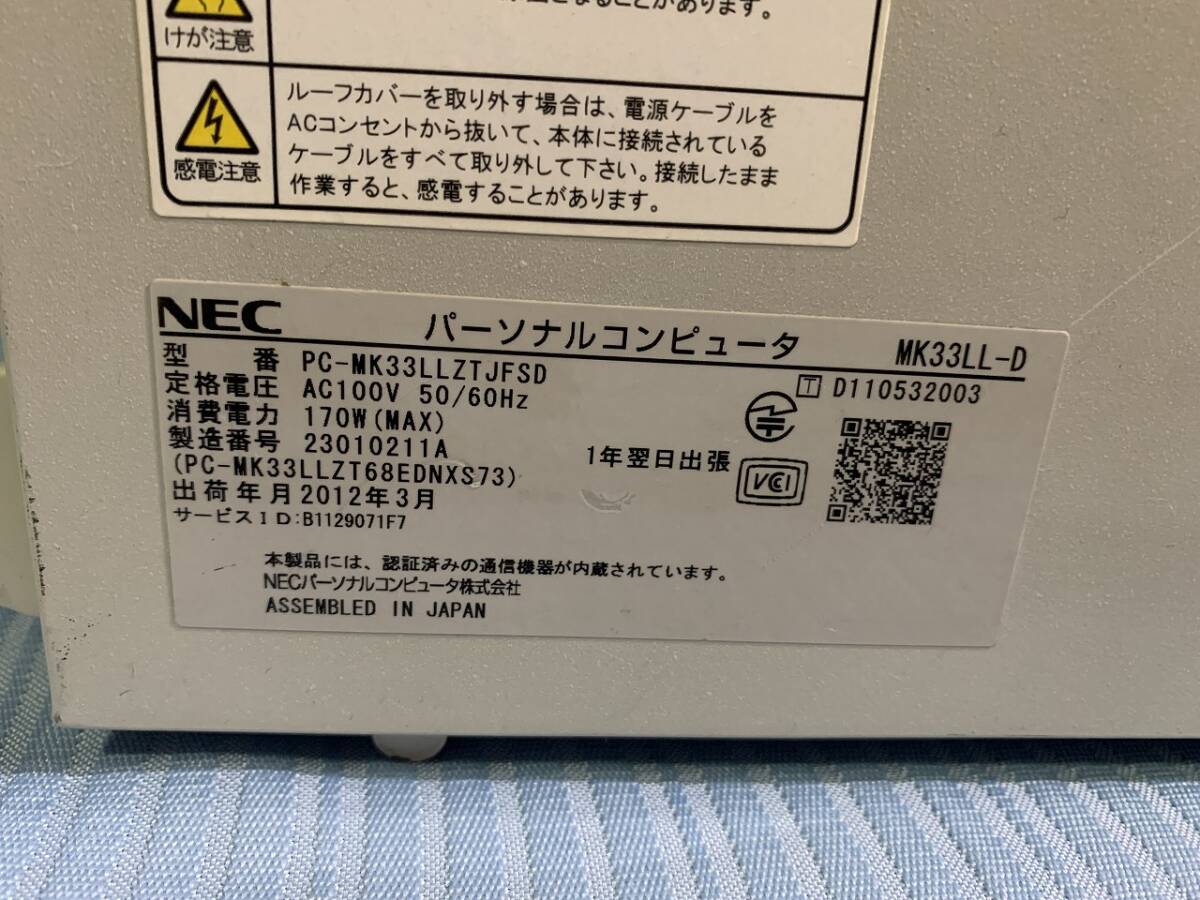 なることがあります。
けが注意
ルーフカバーを取り外す場合は、電源ケーブルを
ACコンセントから抜いて、本体に接続されている
ケーブルをすべて取り外して下さい。接続したまま
作業すると、感電することがあります。
感電注意
NEC パーソナルコンピュータ MK33LL-D
型番 PC-MK33LLZTJFSD
T D110532003
定格電圧 AC100V 50/60Hz
消費電力 170W(MAX)
製造番号 23010211A
1年翌日出張
VCCI
(PC-MK33LLZT68EDNXS73)
出荷年月 2012年3月
サービスID:B1129071F7
本製品には、認証済みの通信機器が内蔵されています。
NECパーソナルコンピュータ株式会社
ASSEMBLED IN JAPAN